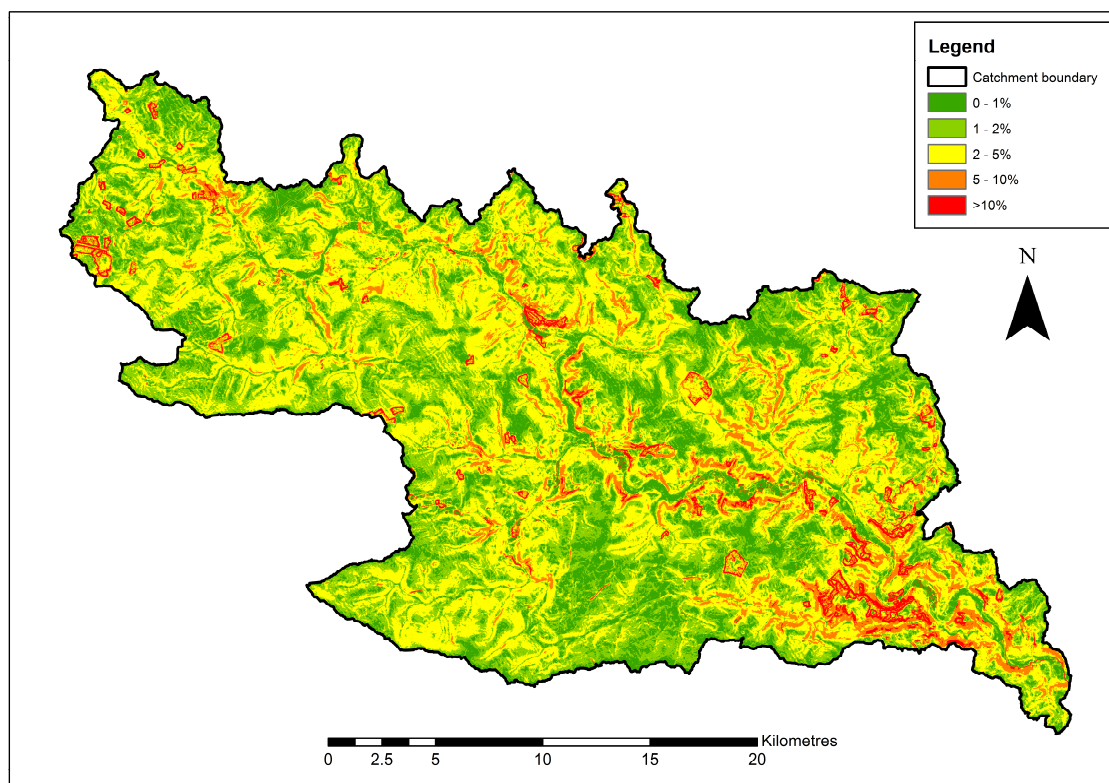 Legend
Catchment boundary
0 - 1%
1 - 2%
2 - 5%
5 - 10%
>10%
N
Kilometres
0 2.5 5 10 15 20